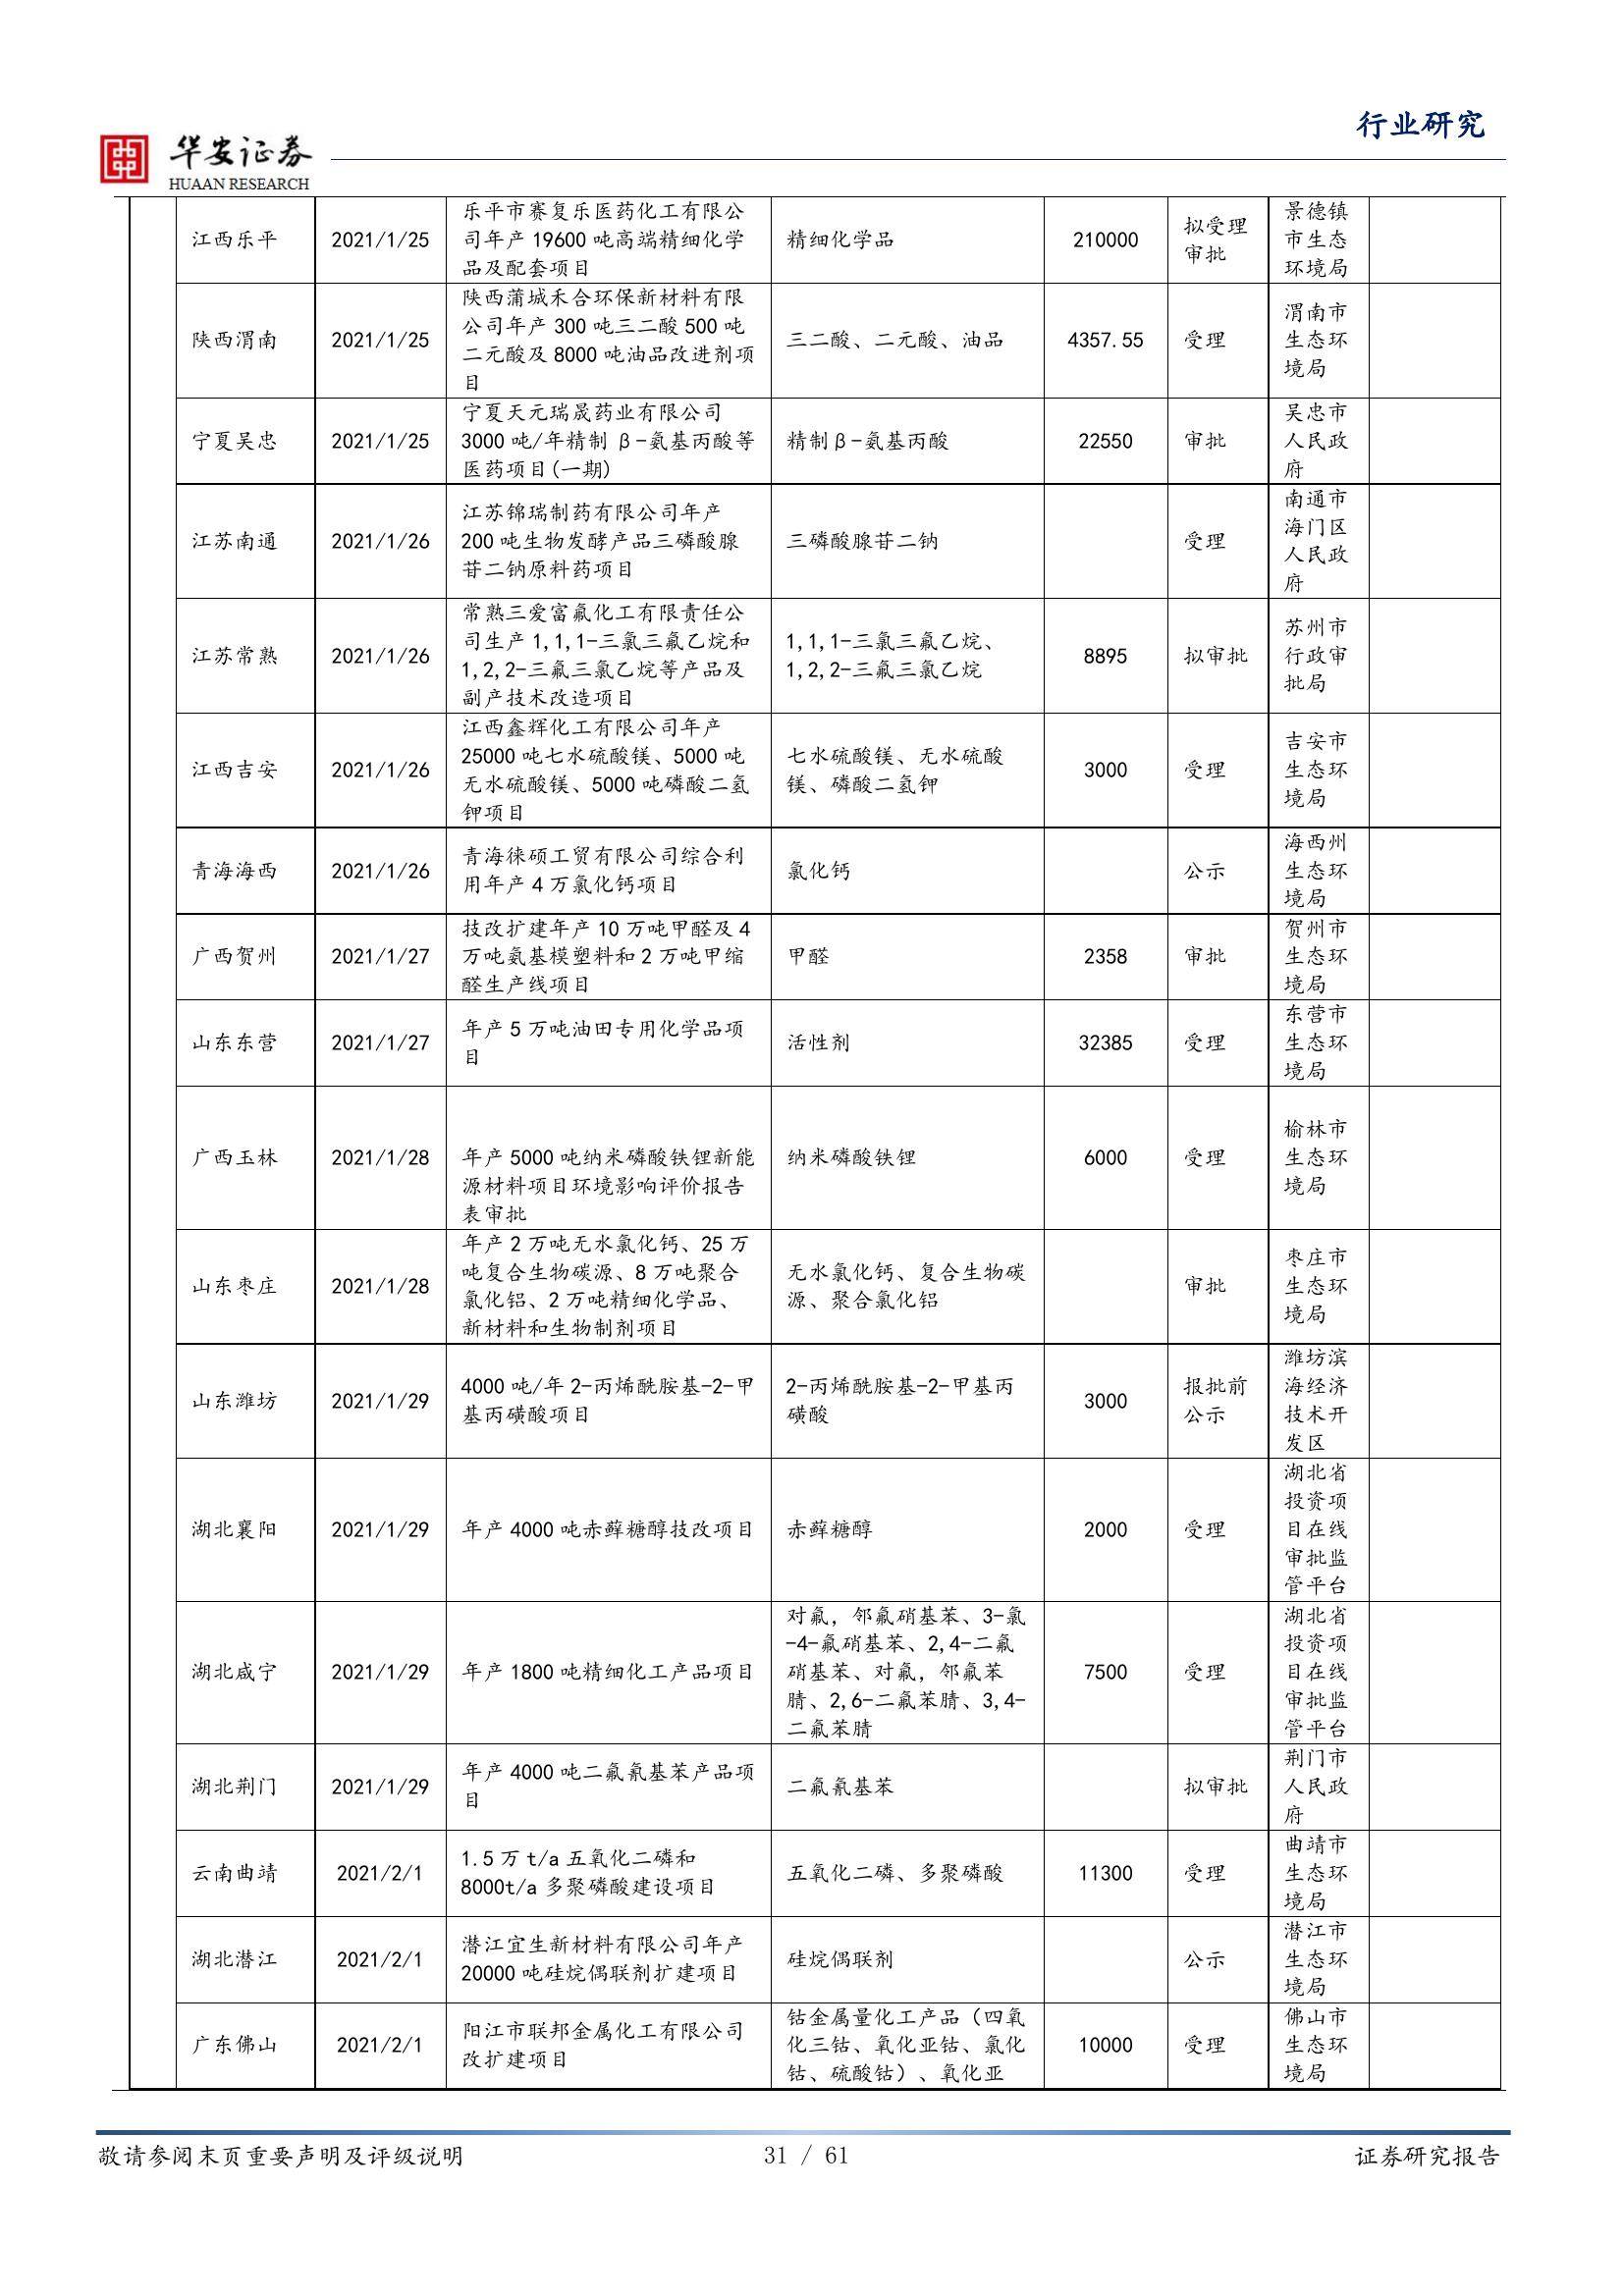 行业研究
华安证券
HUAAN RESEARCH
江西乐平
2021/1/25
乐平市赛复乐医药化工有限公
司年产 19600 吨高端精细化学
品及配套项目
精细化学品
210000
拟受理
审批
景德镇
市生态
环境局
陕西渭南
2021/1/25
陕西蒲城禾合环保新材料有限
公司年产 300 吨三二酸 500 吨
二元酸及 8000 吨油品改进剂项
目
三二酸、二元酸、油品
4357.55
受理
渭南市
生态环
境局
宁夏吴忠
2021/1/25
宁夏天元瑞晟药业有限公司
3000 吨/年精制 β-氨基丙酸等
医药项目(一期)
精制β-氨基丙酸
22550
审批
吴忠市
人民政
府
江苏南通
2021/1/26
江苏锦瑞制药有限公司年产
200 吨生物发酵产品三磷酸腺
苷二钠原料药项目
三磷酸腺苷二钠
受理
南通市
海门区
人民政
府
江苏常熟
2021/1/26
常熟三爱富氟化工有限责任公
司生产 1,1,1-三氯三氟乙烷和
1,2,2-三氟三氯乙烷等产品及
副产技术改造项目
1,1,1-三氯三氟乙烷、
1,2,2-三氟三氯乙烷
8895
拟审批
苏州市
行政审
批局
江西吉安
2021/1/26
江西鑫辉化工有限公司年产
25000 吨七水硫酸镁、5000 吨
无水硫酸镁、5000 吨磷酸二氢
钾项目
七水硫酸镁、无水硫酸
镁、磷酸二氢钾
3000
受理
吉安市
生态环
境局
青海海西
2021/1/26
青海徕硕工贸有限公司综合利
用年产 4 万氯化钙项目
氯化钙
公示
海西州
生态环
境局
广西贺州
2021/1/27
技改扩建年产 10 万吨甲醛及 4
万吨氨基模塑料和 2 万吨甲缩
醛生产线项目
甲醛
2358
审批
贺州市
生态环
境局
山东东营
2021/1/27
年产 5 万吨油田专用化学品项
目
活性剂
32385
受理
东营市
生态环
境局
广西玉林
2021/1/28
年产 5000 吨纳米磷酸铁锂新能
源材料项目环境影响评价报告
表审批
纳米磷酸铁锂
6000
受理
榆林市
生态环
境局
山东枣庄
2021/1/28
年产 2 万吨无水氯化钙、25 万
吨复合生物碳源、8 万吨聚合
氯化铝、2 万吨精细化学品、
新材料和生物制剂项目
无水氯化钙、复合生物碳
源、聚合氯化铝
审批
枣庄市
生态环
境局
山东潍坊
2021/1/29
4000 吨/年 2-丙烯酰胺基-2-甲
基丙磺酸项目
2-丙烯酰胺基-2-甲基丙
磺酸
3000
报批前
公示
潍坊滨
海经济
技术开
发区
湖北襄阳
2021/1/29
年产 4000 吨赤藓糖醇技改项目
赤藓糖醇
2000
受理
湖北省
投资项
目在线
审批监
管平台
湖北咸宁
2021/1/29
年产 1800 吨精细化工产品项目
对氟，邻氟硝基苯、3-氯
-4-氟硝基苯、2,4-二氟
硝基苯、对氟，邻氟苯
腈、2,6-二氟苯腈、3,4-
二氟苯腈
7500
受理
湖北省
投资项
目在线
审批监
管平台
湖北荆门
2021/1/29
年产 4000 吨二氟氰基苯产品项
目
二氟氰基苯
拟审批
荆门市
人民政
府
云南曲靖
2021/2/1
1.5 万 t/a 五氧化二磷和
8000t/a 多聚磷酸建设项目
五氧化二磷、多聚磷酸
11300
受理
曲靖市
生态环
境局
湖北潜江
2021/2/1
潜江宜生新材料有限公司年产
20000 吨硅烷偶联剂扩建项目
硅烷偶联剂
公示
潜江市
生态环
境局
广东佛山
2021/2/1
阳江市联邦金属化工有限公司
改扩建项目
钴金属量化工产品（四氧
化三钴、氧化亚钴、氯化
钴、硫酸钴）、氧化亚
10000
受理
佛山市
生态环
境局
敬请参阅末页重要声明及评级说明
31 / 61
证券研究报告